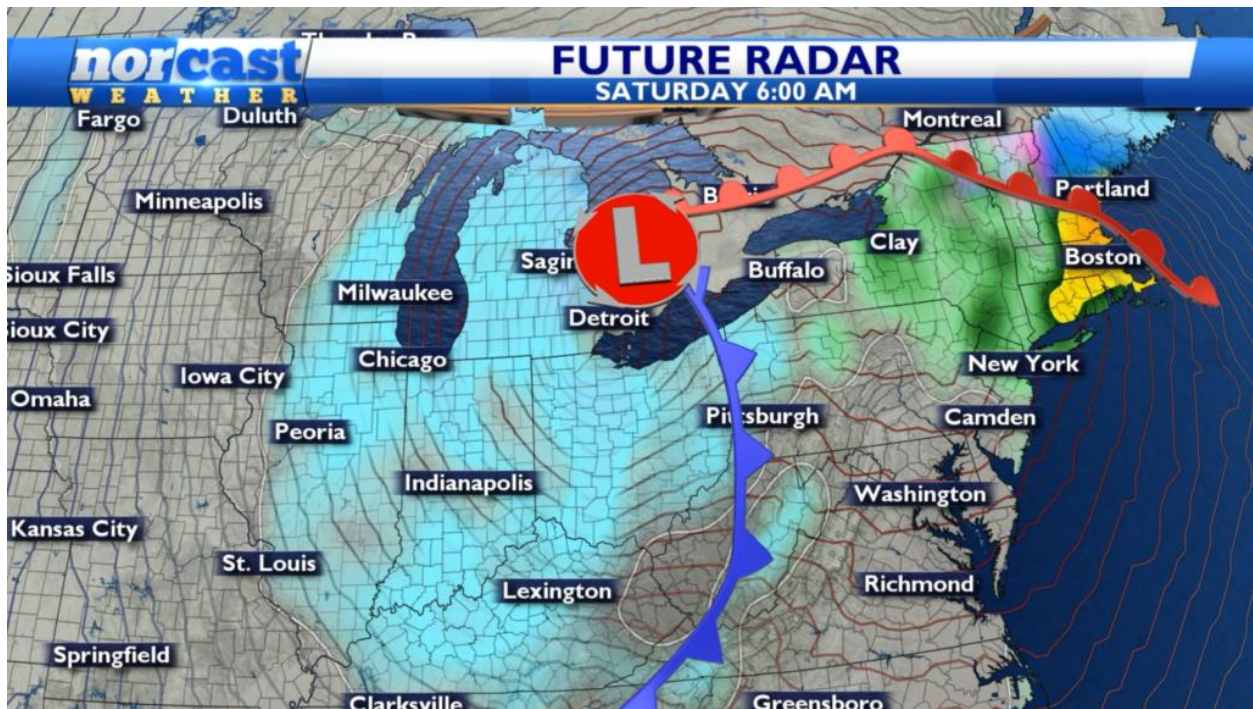 norcast
WEATHER
FUTURE RADAR
SATURDAY 6:00 AM
Fargo
Duluth
Montreal
Minneapolis
Portland
Sioux Falls
Sagin
L
Clay
Buffalo
Boston
Milwaukee
Detroit
Sioux City
Chicago
New York
Iowa City
Omaha
Peoria
Pittsburgh
Camden
Indianapolis
Washington
Kansas City
St. Louis
Lexington
Richmond
Springfield
Clarksville
Greensboro